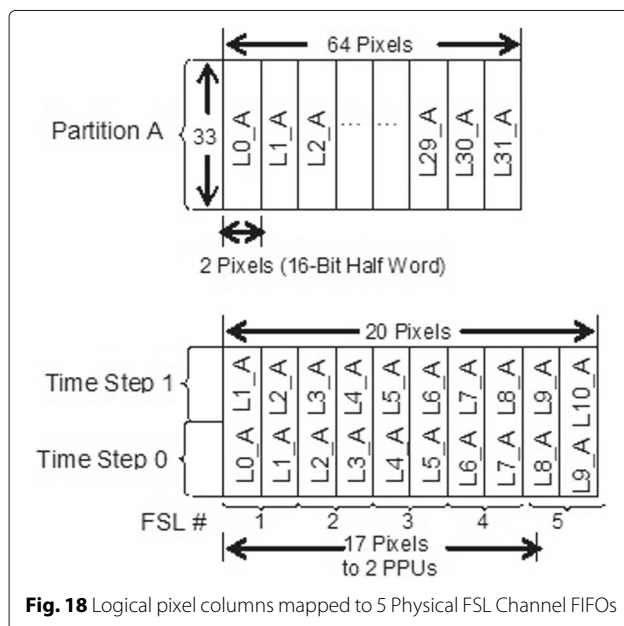 64 Pixels
Partition A
33
L0_A
L1_A
L2_A
...
...
L29_A
L30_A
L31_A
2 Pixels (16-Bit Half Word)
20 Pixels
Time Step 1
L1_A
L2_A
L3_A
L4_A
L5_A
L6_A
L7_A
L8_A
L9_A
L10_A
Time Step 0
L0_A
L1_A
L2_A
L3_A
L4_A
L5_A
L6_A
L7_A
L8_A
L9_A
FSL # 1 2 3 4 5
17 Pixels
to 2 PPUs
Fig. 18 Logical pixel columns mapped to 5 Physical FSL Channel FIFOs